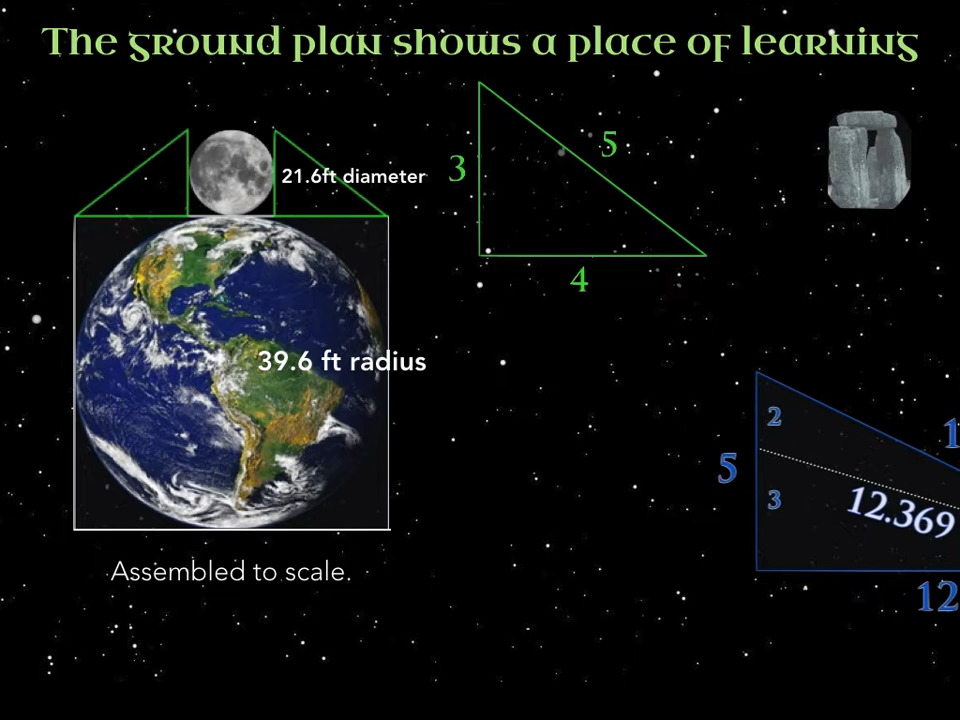 The ground plan shows a place of learning
5
3
21.6ft diameter
4
39.6 ft radius
2
1
5
3
12.369
12
Assembled to scale.